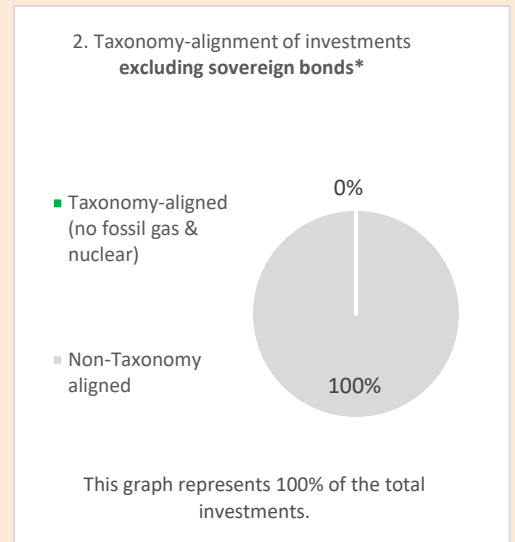 2. Taxonomy-alignment of investments
excluding sovereign bonds*
0%
Taxonomy-aligned
(no fossil gas &
nuclear)
Non-Taxonomy
aligned
100%
This graph represents 100% of the total
investments.